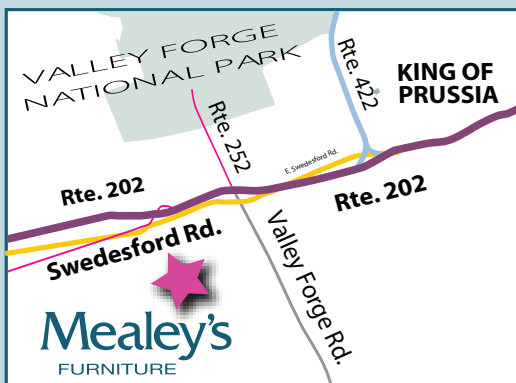 VALLEY FORGE
NATIONAL PARK
Rte. 422
KING OF
PRUSSIA
Rte. 252
E. Swedesford Rd.
Rte. 202
Rte. 202
Swedesford Rd.
Valley Forge Rd.
Mealey's
FURNITURE